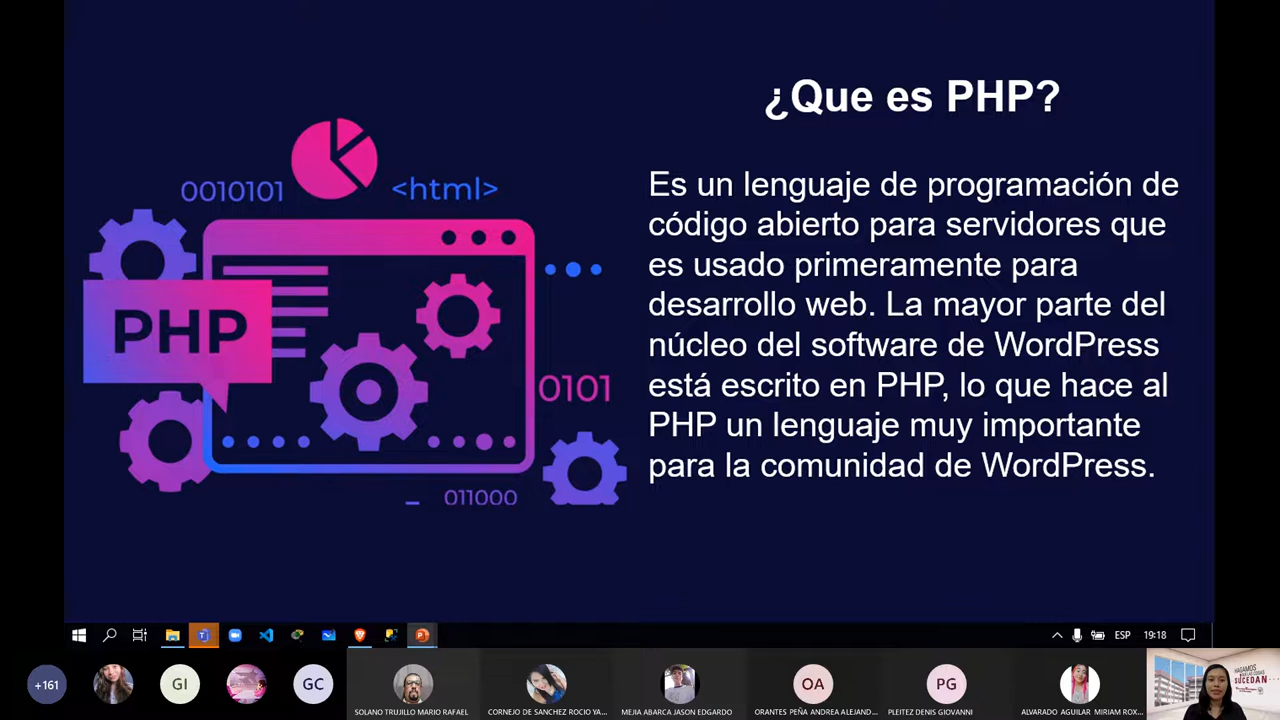 ¿Que es PHP?
0010101
<html>
PHP
0101
011000
Es un lenguaje de programación de
código abierto para servidores que
es usado primeramente para
desarrollo web. La mayor parte del
núcleo del software de WordPress
está escrito en PHP, lo que hace al
PHP un lenguaje muy importante
para la comunidad de WordPress.
ESP
19:18
+161
GI
GC
OA
PG
SOLANO TRUJILLO MARIO RAFAEL
CORNEJO DE SANCHEZ ROCIO YA...
MEJIA ABARCA JASON EDGARDO
ORANTES PEÑA ANDREA ALEJAND...
PLEITEZ DENIS GIOVANNI
ALVARADO AGUILAR MIRIAM ROX...
HAGAMOS
SUCEDAN